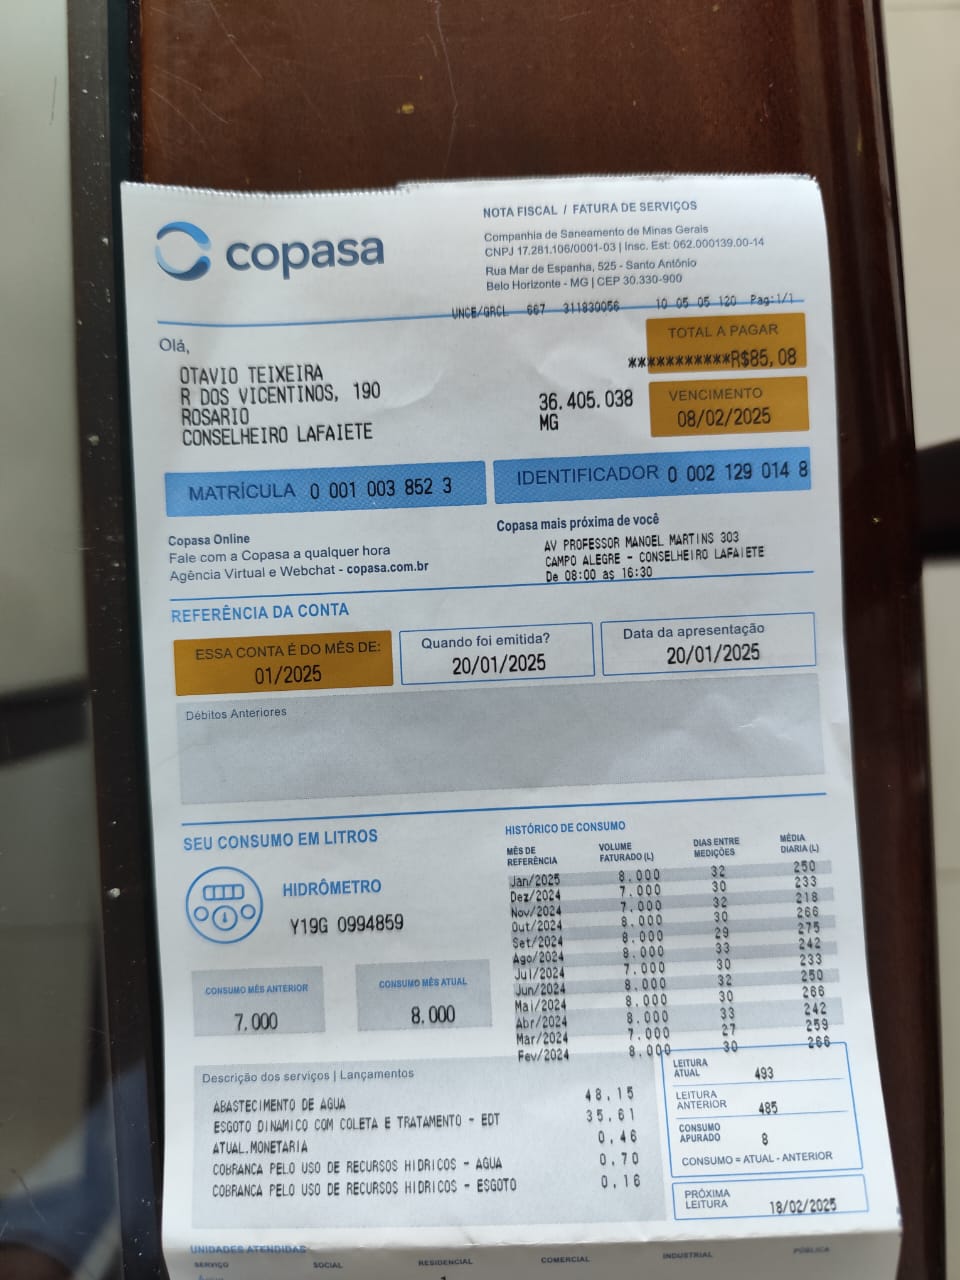 copasa
NOTA FISCAL / FATURA DE SERVIÇOS
Companhia de Saneamento de Minas Gerais
CNPJ 17.281.106/0001-03 | Insc. Est: 062.000139.00-14
Rua Mar de Espanha, 525 - Santo Antônio
Belo Horizonte - MG | CEP 30.330-900
UNCE/GRCL 667 311830056 10 05 05 120 Pag:1/1
Olá,
TOTAL A PAGAR
***********R$85,08
OTAVIO TEIXEIRA
R DOS VICENTINOS, 190
ROSARIO
CONSELHEIRO LAFAIETE
36.405.038
MG
VENCIMENTO
08/02/2025
MATRÍCULA 0 001 003 852 3
IDENTIFICADOR 0 002 129 014 8
Copasa Online
Fale com a Copasa a qualquer hora
Agência Virtual e Webchat - copasa.com.br
Copasa mais próxima de você
AV PROFESSOR MANOEL MARTINS 303
CAMPO ALEGRE - CONSELHEIRO LAFAIETE
De 08:00 as 16:30
REFERÊNCIA DA CONTA
ESSA CONTA É DO MÊS DE:
01/2025
Quando foi emitida?
20/01/2025
Data da apresentação
20/01/2025
Débitos Anteriores
SEU CONSUMO EM LITROS
HIDRÔMETRO
Y19G 0994859
CONSUMO MÊS ANTERIOR
7.000
CONSUMO MÊS ATUAL
8.000
HISTÓRICO DE CONSUMO
MÊS DE REFERÊNCIA VOLUME FATURADO (L) DIAS ENTRE MEDIÇÕES MÉDIA DIARIA (L)
Jan/2025 8.000 32 250
Dez/2024 7.000 30 233
Nov/2024 7.000 32 218
Out/2024 8.000 30 266
Set/2024 8.000 29 275
Ago/2024 8.000 33 242
Jul/2024 7.000 30 233
Jun/2024 8.000 32 250
Mai/2024 8.000 30 266
Abr/2024 8.000 33 242
Mar/2024 7.000 27 259
Fev/2024 8.000 30 266
Descrição dos serviços | Lançamentos
ABASTECIMENTO DE AGUA 48,15
ESGOTO DINAMICO COM COLETA E TRATAMENTO - EDT 35,61
ATUAL.MONETARIA 0,46
COBRANCA PELO USO DE RECURSOS HIDRICOS - AGUA 0,70
COBRANCA PELO USO DE RECURSOS HIDRICOS - ESGOTO 0,16
LEITURA ATUAL 493
LEITURA ANTERIOR 485
CONSUMO APURADO 8
CONSUMO = ATUAL - ANTERIOR
PRÓXIMA LEITURA 18/02/2025
UNIDADES ATENDIDAS
SERVIÇO SOCIAL RESIDENCIAL COMERCIAL INDUSTRIAL PÚBLICA